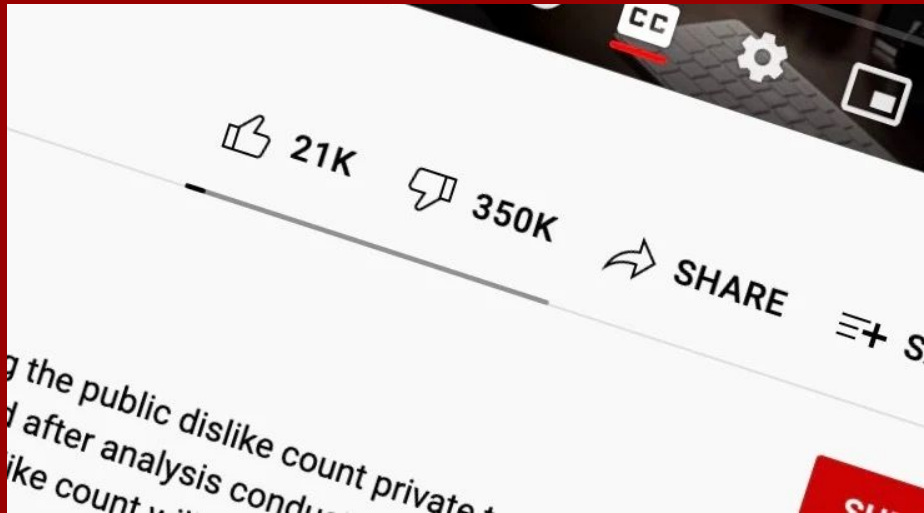 CC
21K
350K
SHARE
the public dislike count private
after analysis
count